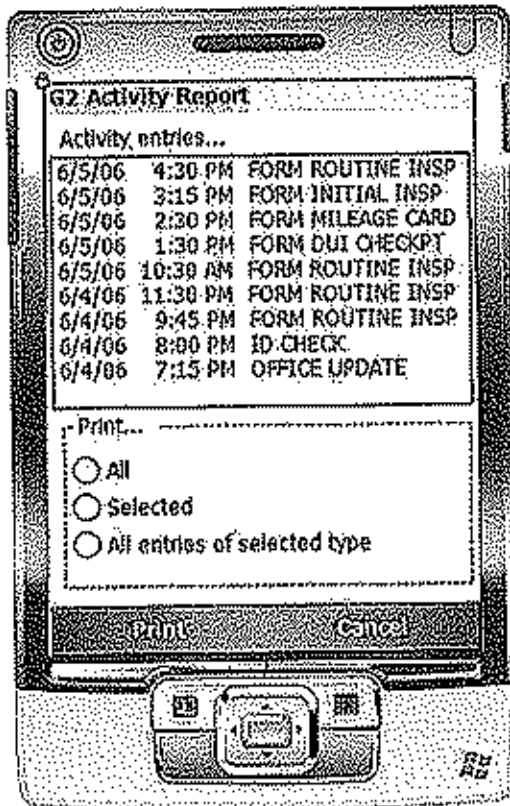 G2 Activity Report
Activity entries...
6/5/06 4:30 PM FORM ROUTINE INSP
6/5/06 3:15 PM FORM INITIAL INSP
6/5/06 2:30 PM FORM MILEAGE CARD
6/5/06 1:30 PM FORM DUI CHECKPT
6/5/06 10:30 AM FORM ROUTINE INSP
6/4/06 11:30 PM FORM ROUTINE INSP
6/4/06 9:45 PM FORM ROUTINE INSP
6/4/06 8:00 PM ID CHECK
6/4/06 7:15 PM OFFICE UPDATE
Print...
All
Selected
All entries of selected type
Print Cancel